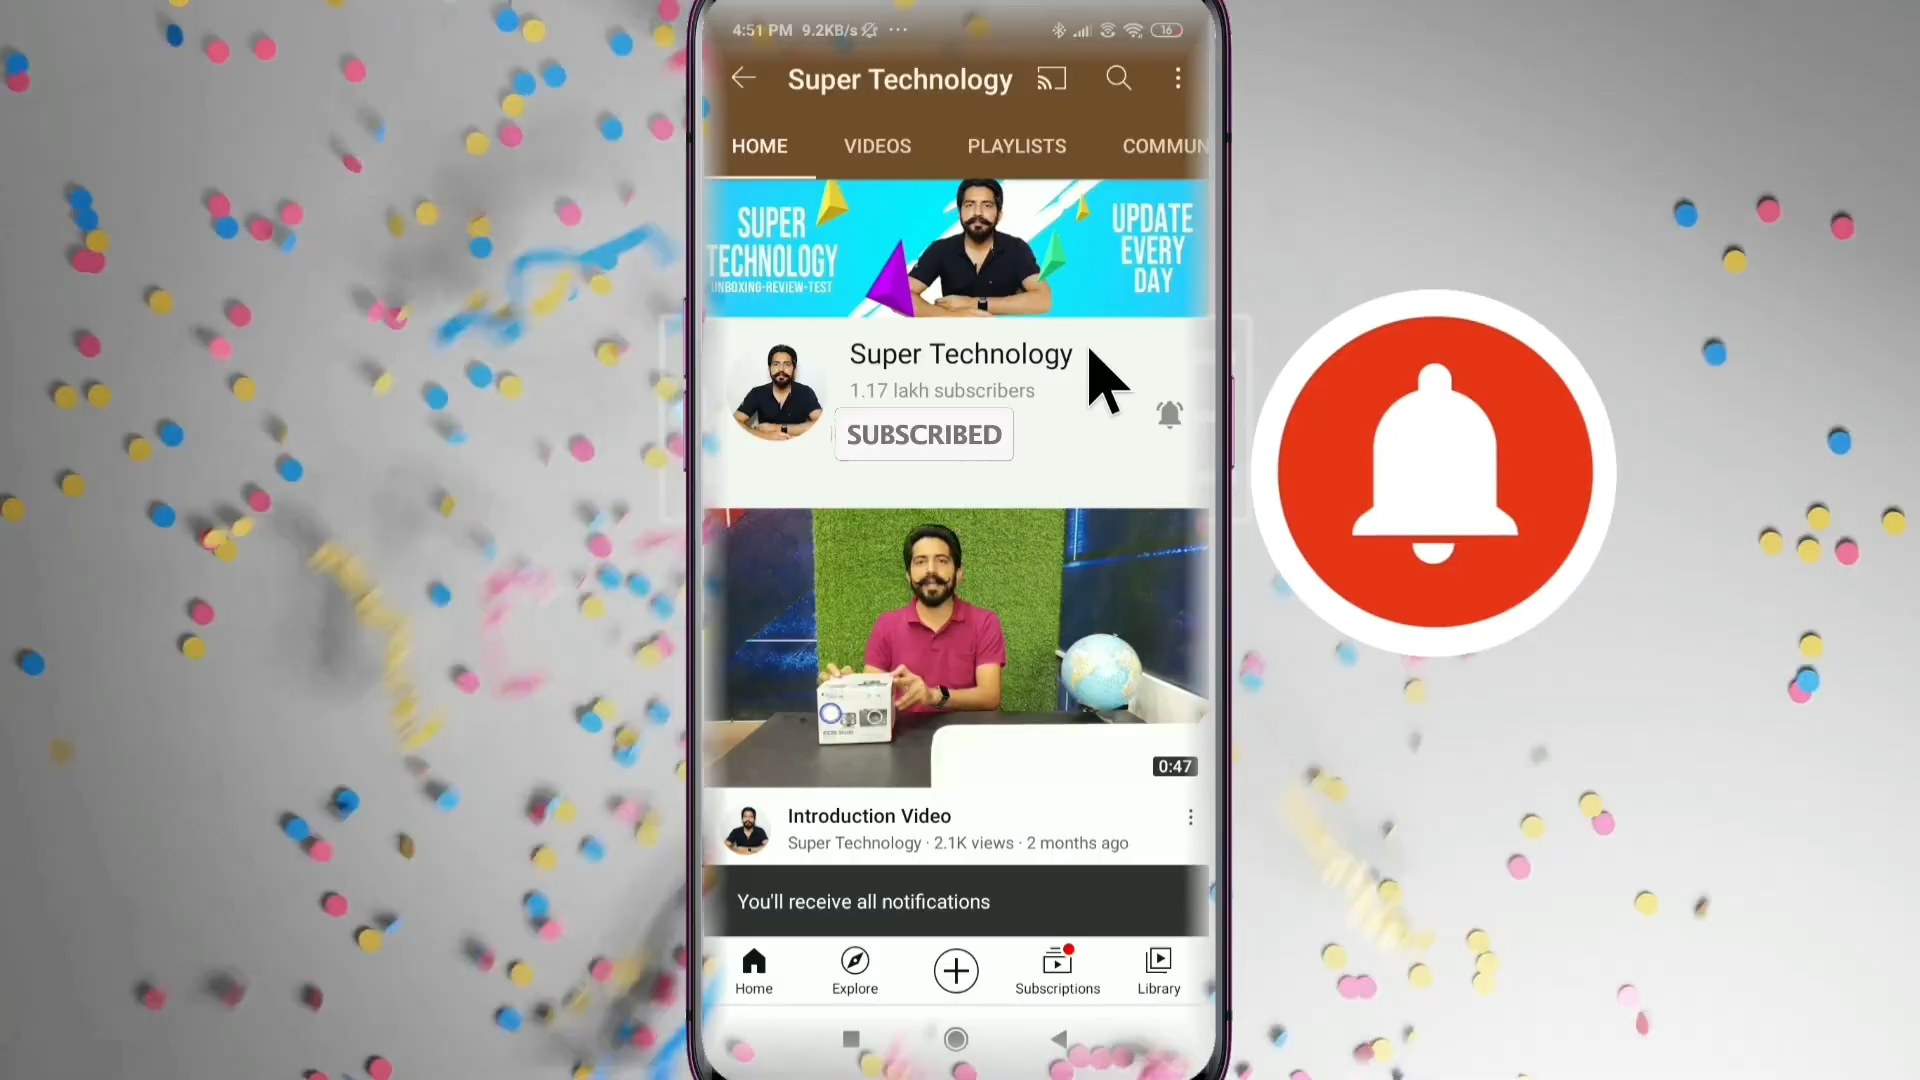 4:51 PM 9.2KB/s ...
16
Super Technology
HOME VIDEOS PLAYLISTS COMMUN
SUPER
TECHNOLOGY
UNBOXING-REVIEW-TEST
UPDATE
EVERY
DAY
Super Technology
1.17 lakh subscribers
SUBSCRIBED
0:47
Introduction Video
Super Technology · 2.1K views · 2 months ago
You'll receive all notifications
Home Explore Subscriptions Library